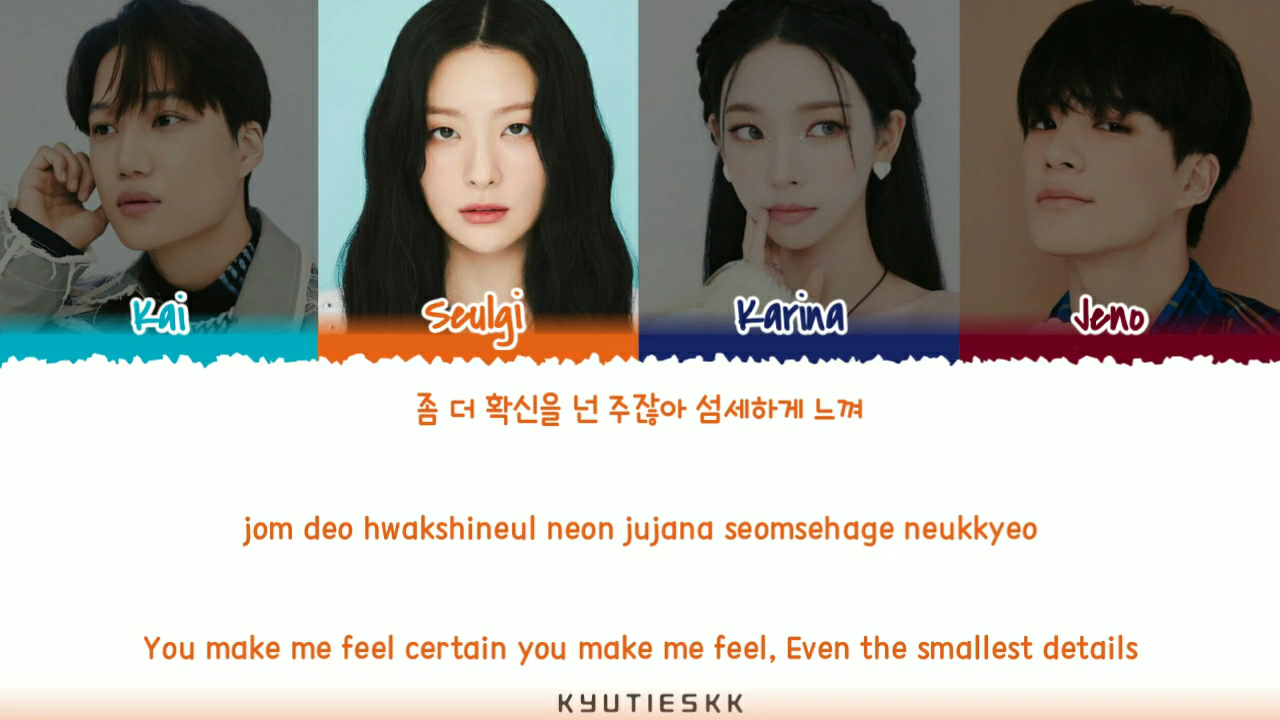 Kai
Seulgi
Karina
Jeno
좀 더 확신을 넌 주잖아 섬세하게 느껴
jom deo hwakshineul neon jujana seomsehage neukkyeo
You make me feel certain you make me feel, Even the smallest details
KYUTIESKK